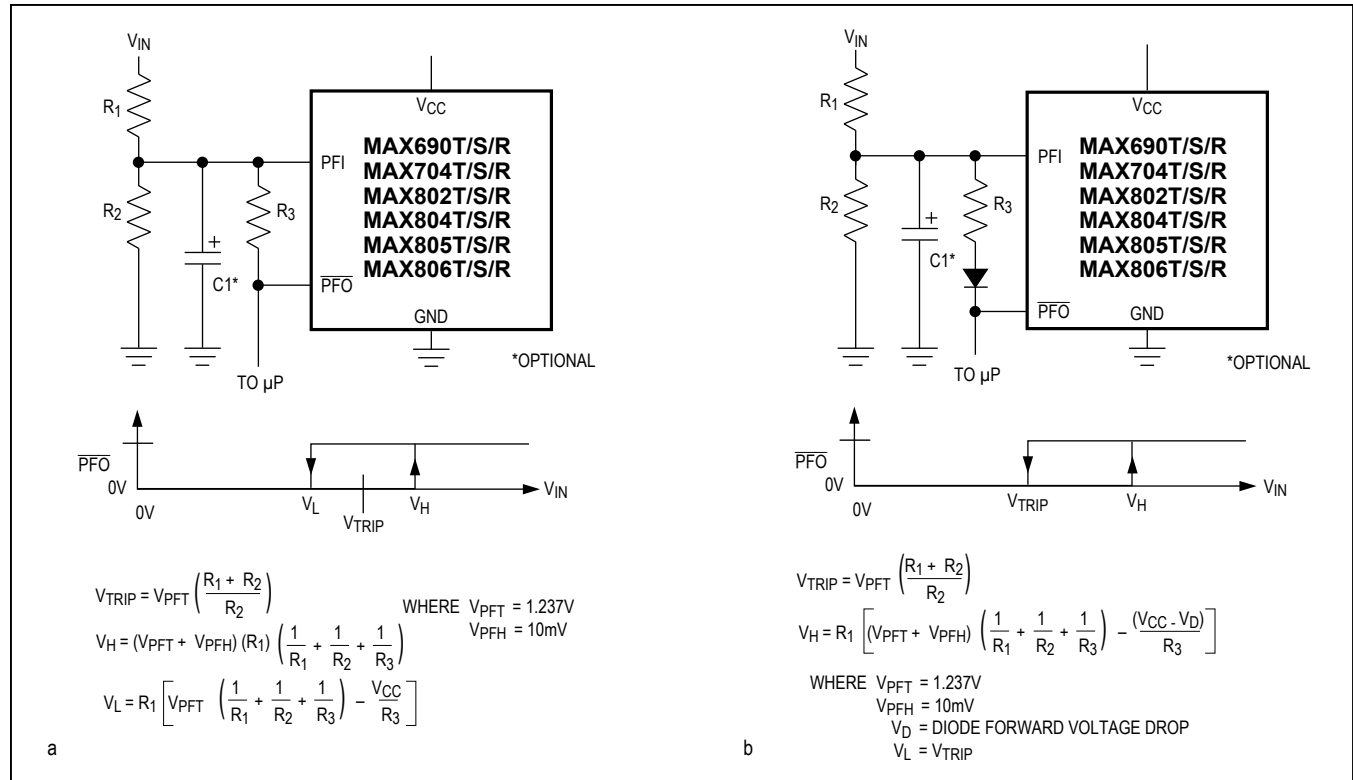 V_IN
R_1
V_CC
MAX690T/S/R
MAX704T/S/R
MAX802T/S/R
MAX804T/S/R
MAX805T/S/R
MAX806T/S/R
PFI
R_2
R_3
+
C1*
P̅F̅O̅
GND
*OPTIONAL
TO µP
P̅F̅O̅
0V
0V
V_L
V_TRIP
V_H
V_IN
V_TRIP = V_PFT ((R_1 + R_2) / R_2)
WHERE V_PFT = 1.237V
V_PFH = 10mV
V_H = (V_PFT + V_PFH) (R_1) (1/R_1 + 1/R_2 + 1/R_3)
V_L = R_1 [V_PFT (1/R_1 + 1/R_2 + 1/R_3) – V_CC/R_3]
a
V_IN
R_1
V_CC
MAX690T/S/R
MAX704T/S/R
MAX802T/S/R
MAX804T/S/R
MAX805T/S/R
MAX806T/S/R
PFI
R_2
R_3
+
C1*
P̅F̅O̅
GND
*OPTIONAL
TO µP
P̅F̅O̅
0V
0V
V_TRIP
V_H
V_IN
V_TRIP = V_PFT ((R_1 + R_2) / R_2)
V_H = R_1 [(V_PFT + V_PFH) (1/R_1 + 1/R_2 + 1/R_3) – (V_CC - V_D)/R_3]
WHERE V_PFT = 1.237V
V_PFH = 10mV
V_D = DIODE FORWARD VOLTAGE DROP
V_L = V_TRIP
b